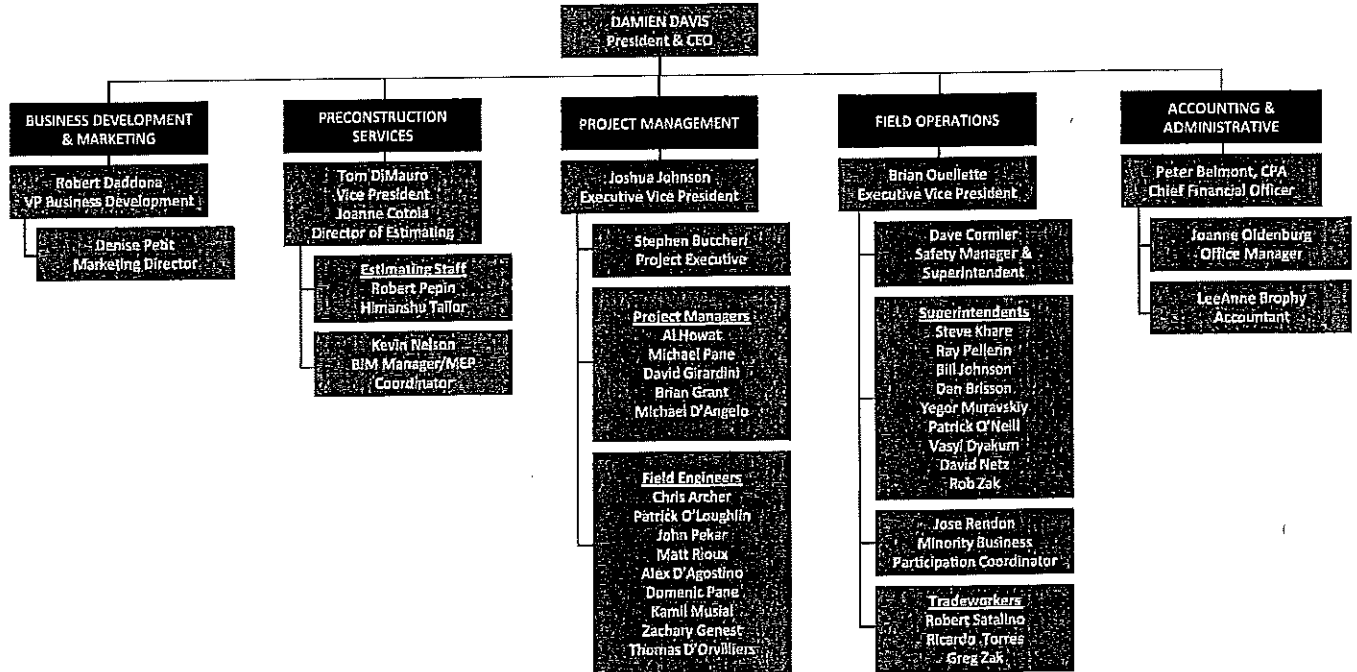 DAMIEN DAVIS
President & CEO
BUSINESS DEVELOPMENT
& MARKETING
Robert Daddona
VP Business Development
Denise Petit
Marketing Director
PRECONSTRUCTION
SERVICES
Tom DiMauro
Vice President
Joanne Cotola
Director of Estimating
Estimating Staff
Robert Pepin
Himanshu Tailor
Kevin Nelson
BIM Manager/MEP
Coordinator
PROJECT MANAGEMENT
Joshua Johnson
Executive Vice President
Stephen Buccheri
Project Executive
Project Managers
Al Howat
Michael Pane
David Girardini
Brian Grant
Michael D'Angelo
Field Engineers
Chris Archer
Patrick O'Loughlin
John Pekar
Matt Rioux
Alex D'Agostino
Domenic Pane
Kamil Musial
Zachary Genest
Thomas D'Orvilliers
FIELD OPERATIONS
Brian Ouellette
Executive Vice President
Dave Cormier
Safety Manager &
Superintendent
Superintendents
Steve Khare
Ray Pellerin
Bill Johnson
Dan Brisson
Yegor Muravskiy
Patrick O'Neill
Vasyl Dyakum
David Netz
Rob Zak
Jose Rendon
Minority Business
Participation Coordinator
Tradeworkers
Robert Satalino
Ricardo Torres
Greg Zak
ACCOUNTING &
ADMINISTRATIVE
Peter Belmont, CPA
Chief Financial Officer
Joanne Oldenburg
Office Manager
LeeAnne Brophy
Accountant